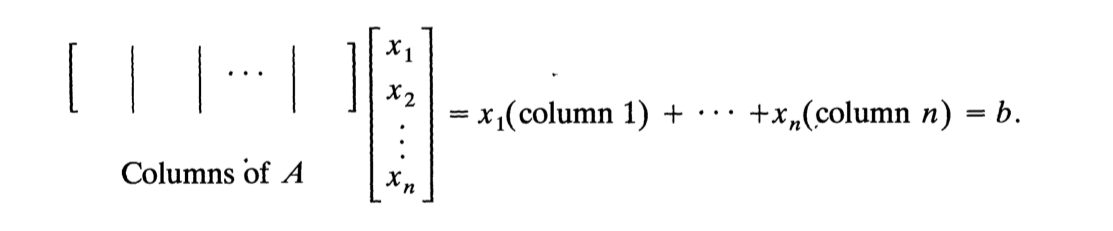 [ | | ··· | ] [x₁ x₂ ⋮ xₙ] = x₁(column 1) + ··· +xₙ(column n) = b.
Columns of A